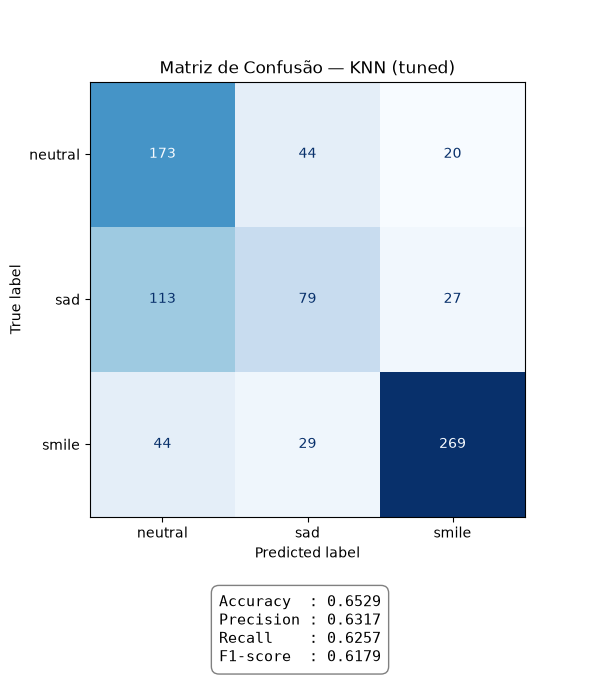 Matriz de Confusão — KNN (tuned)
True label
neutral 173 44 20
sad 113 79 27
smile 44 29 269
neutral sad smile
Predicted label
Accuracy  : 0.6529
Precision : 0.6317
Recall    : 0.6257
F1-score  : 0.6179